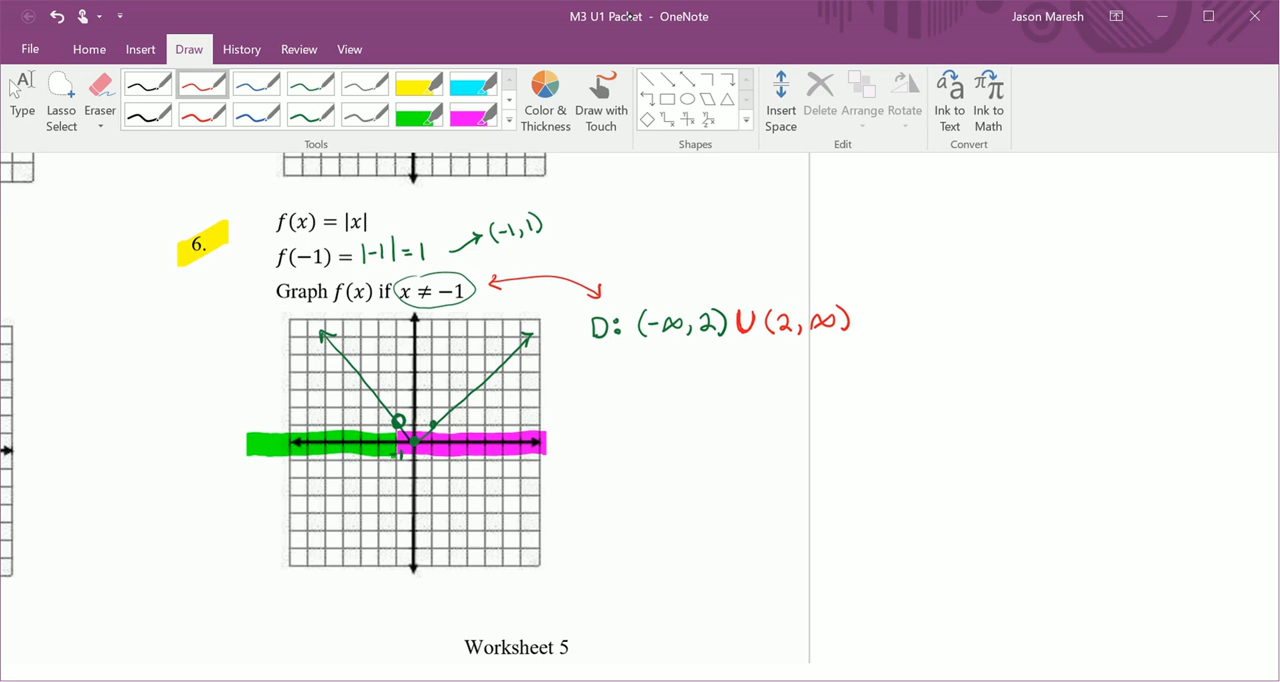 M3 U1 Packet - OneNote
Jason Maresh
File Home Insert Draw History Review View
Type
Lasso Select
Eraser
Color & Thickness
Draw with Touch
Insert Space
Delete
Arrange
Rotate
Ink to Text
Ink to Math
Tools
Shapes
Edit
Convert
6.
f(x) = |x|
f(−1) = |-1| = 1 → (-1, 1)
Graph f(x) if x ≠ −1
D: (-∞, 2) ∪ (2, ∞)
-1
Worksheet 5